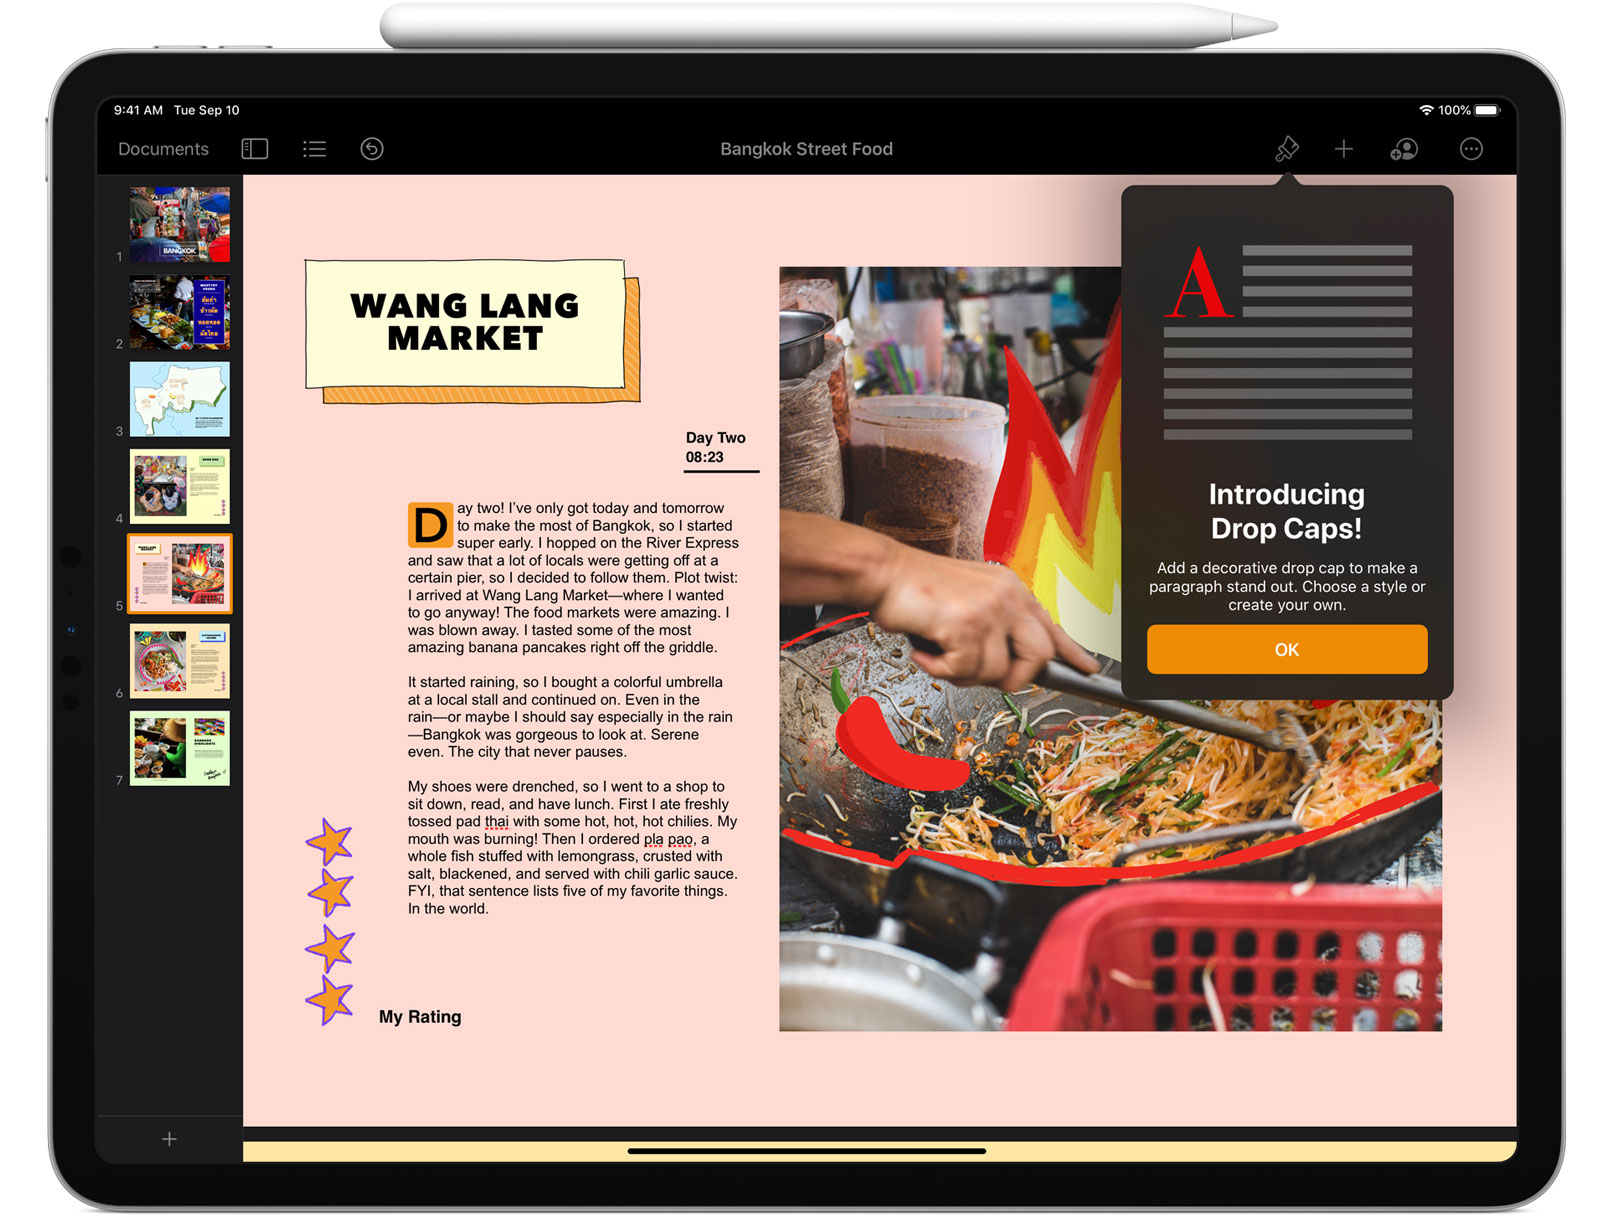 9:41 AM Tue Sep 10
100%
Documents
Bangkok Street Food
1
BANGKOK
2
3
4
5
6
7
WANG LANG
MARKET
Day Two
08:23
Day two! I've only got today and tomorrow
to make the most of Bangkok, so I started
super early. I hopped on the River Express
and saw that a lot of locals were getting off at a
certain pier, so I decided to follow them. Plot twist:
I arrived at Wang Lang Market—where I wanted
to go anyway! The food markets were amazing. I
was blown away. I tasted some of the most
amazing banana pancakes right off the griddle.
It started raining, so I bought a colorful umbrella
at a local stall and continued on. Even in the
rain—or maybe I should say especially in the rain
—Bangkok was gorgeous to look at. Serene
even. The city that never pauses.
My shoes were drenched, so I went to a shop to
sit down, read, and have lunch. First I ate freshly
tossed pad thai with some hot, hot, hot chilies. My
mouth was burning! Then I ordered pla pao, a
whole fish stuffed with lemongrass, crusted with
salt, blackened, and served with chili garlic sauce.
FYI, that sentence lists five of my favorite things.
In the world.
My Rating
A
Introducing
Drop Caps!
Add a decorative drop cap to make a
paragraph stand out. Choose a style or
create your own.
OK